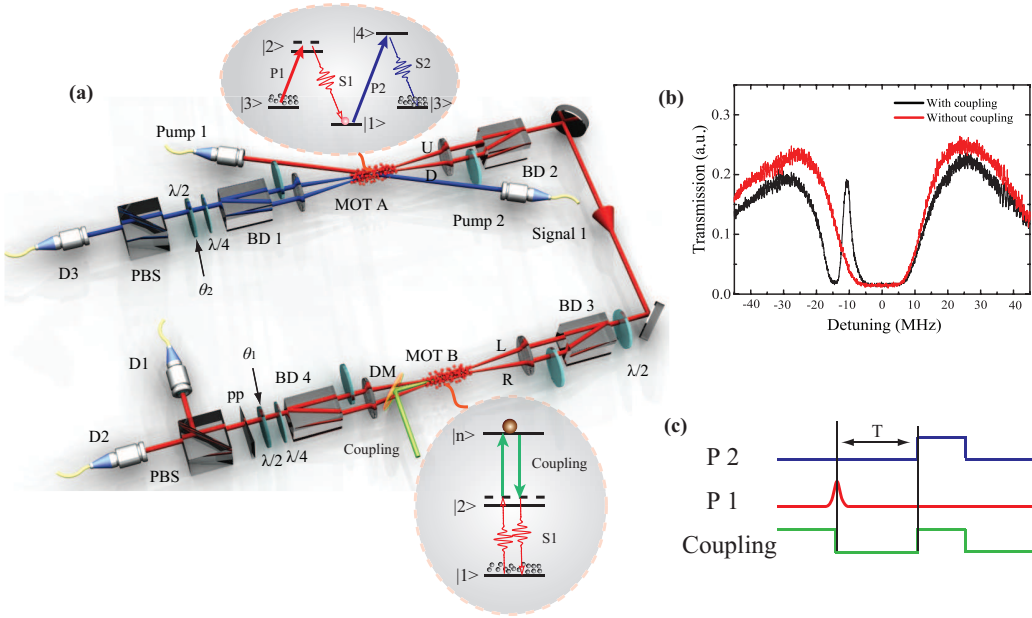 (a)
|2>
|4>
P1
S1
P2
S2
|3>
|1>
|3>
Pump 1
U
D
BD 2
MOT A
Pump 2
λ/2
λ/4
BD 1
D3
PBS
θ2
Signal 1
BD 3
λ/2
L
R
MOT B
DM
D1
θ1
BD 4
pp
D2
PBS
λ/2
λ/4
Coupling
|n>
Coupling
|2>
S1
|1>
(b)
With coupling
Without coupling
Transmission (a.u.)
0.3
0.2
0.1
0.0
-40 -30 -20 -10 0 10 20 30 40
Detuning (MHz)
(c)
T
P 2
P 1
Coupling